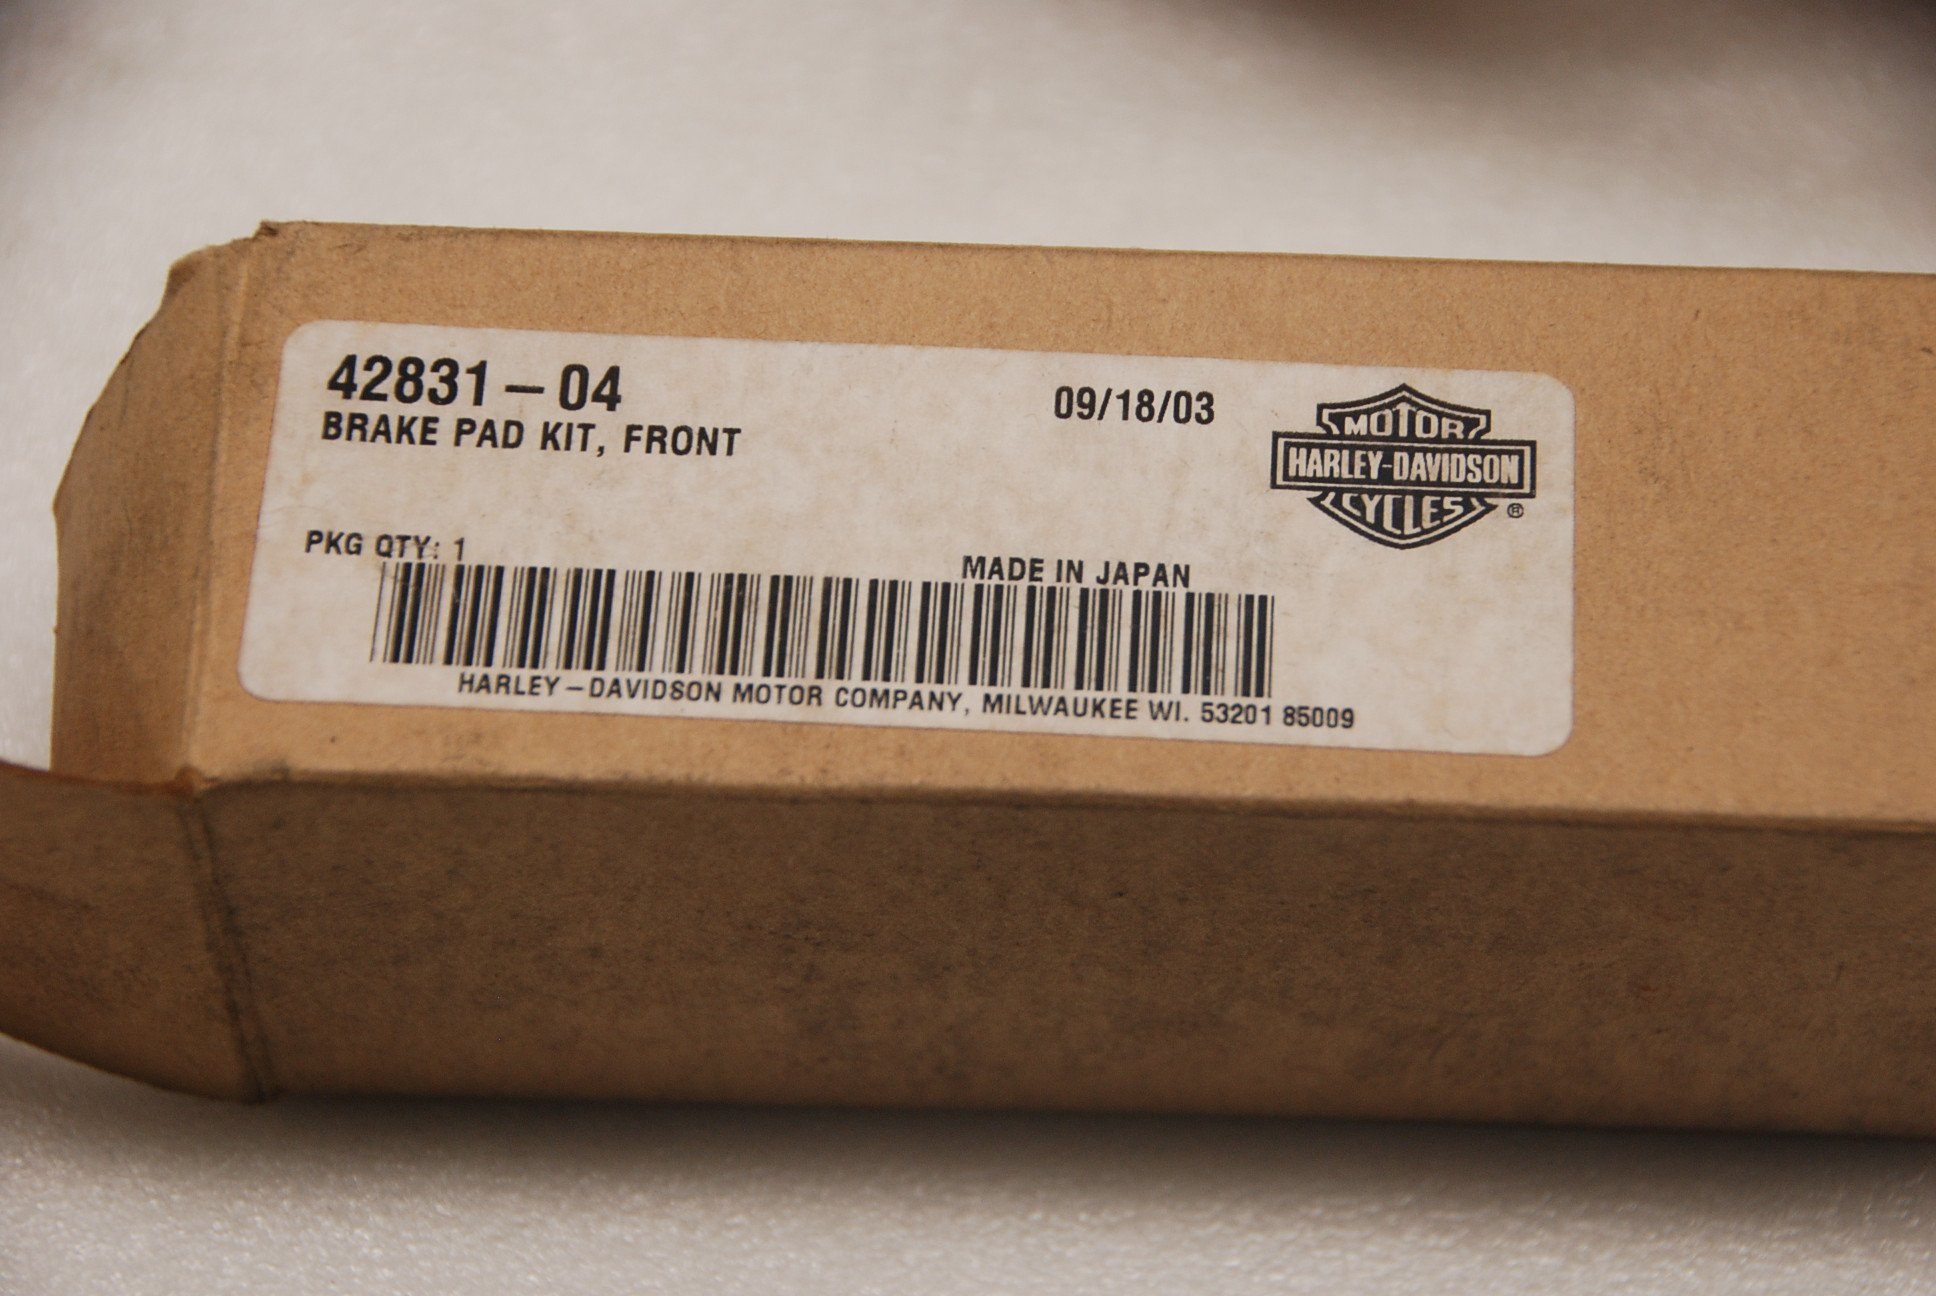 42831-04
09/18/03
BRAKE PAD KIT, FRONT
MOTOR
HARLEY-DAVIDSON
CYCLES
®
PKG QTY: 1
MADE IN JAPAN
HARLEY-DAVIDSON MOTOR COMPANY, MILWAUKEE WI. 53201 85009